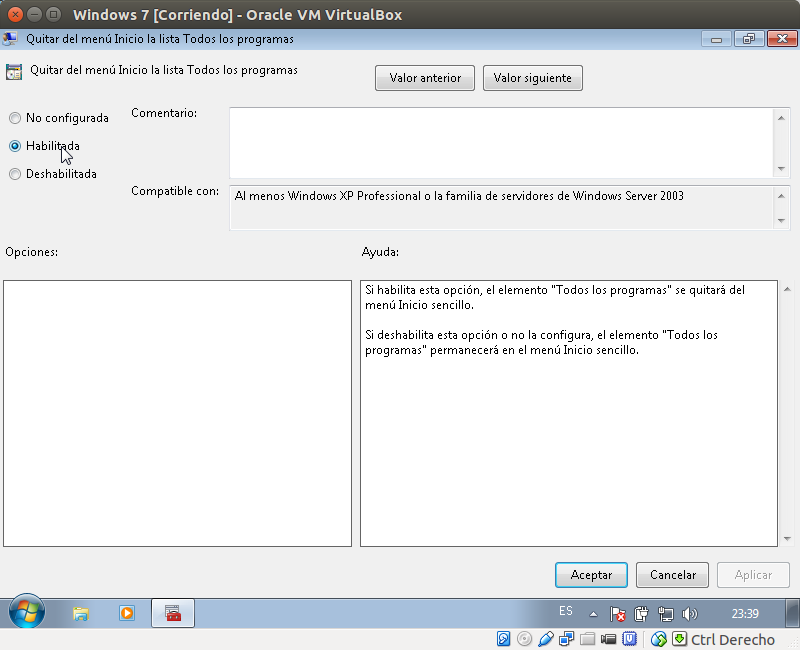 Windows 7 [Corriendo] - Oracle VM VirtualBox
Quitar del menú Inicio la lista Todos los programas
Quitar del menú Inicio la lista Todos los programas
Valor anterior
Valor siguiente
No configurada
Habilitada
Deshabilitada
Comentario:
Compatible con:
Al menos Windows XP Professional o la familia de servidores de Windows Server 2003
Opciones:
Ayuda:
Si habilita esta opción, el elemento "Todos los programas" se quitará del
menú Inicio sencillo.
Si deshabilita esta opción o no la configura, el elemento "Todos los
programas" permanecerá en el menú Inicio sencillo.
Aceptar
Cancelar
Aplicar
ES
23:39
Ctrl Derecho